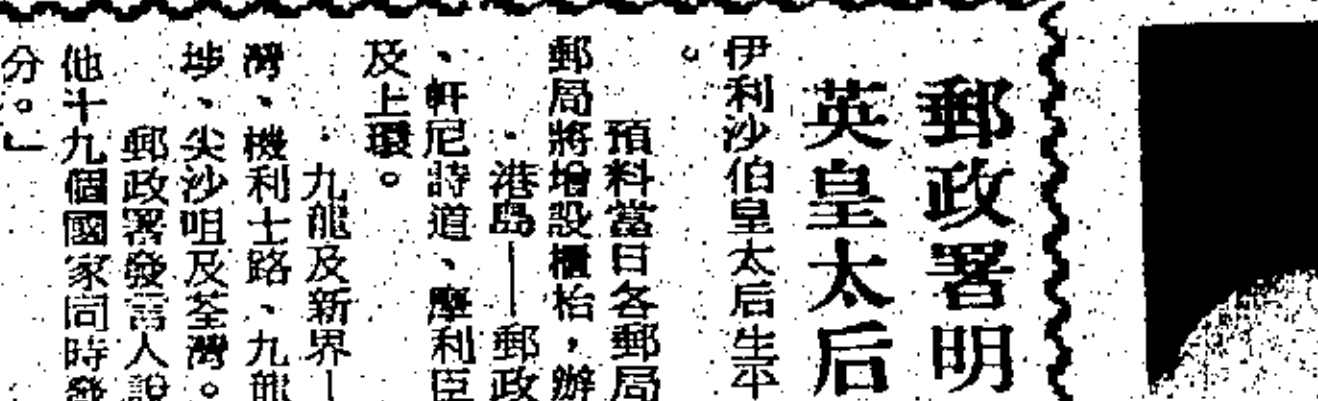 郵政署明
英皇太后
伊利沙伯皇太后生平
。
預料當日各郵局
郵局將增設櫃枱,辦
・港島——郵政
、軒尼詩道、摩利臣
及上環。
・九龍及新界—
灣、機利士路、九龍
埗、尖沙咀及荃灣。
郵政署發言人說
他十九個國家同時發
分。」